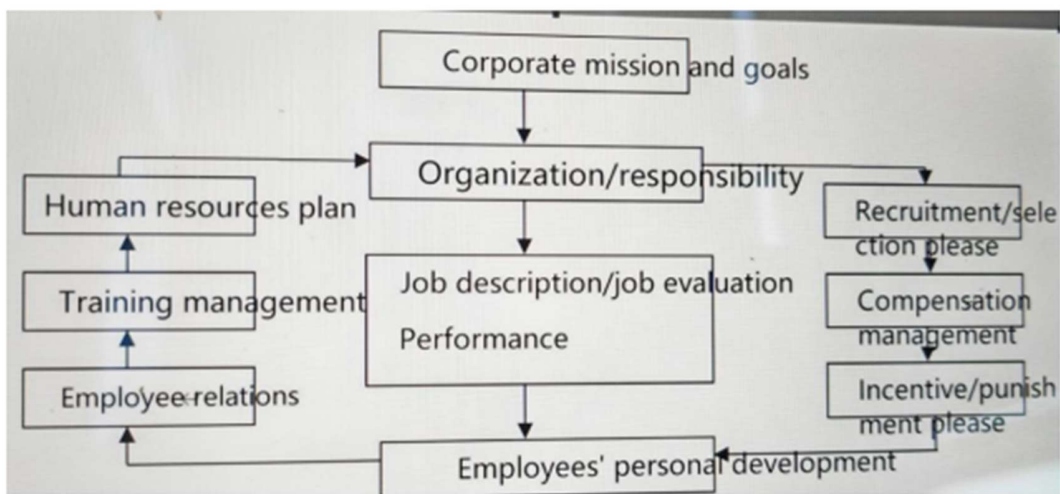 Corporate mission and goals
Organization/responsibility
Human resources plan
Recruitment/sele
ction please
Job description/job evaluation
Training management
Compensation
management
Performance
Employee relations
Incentive/punish
ment please
Employees' personal development